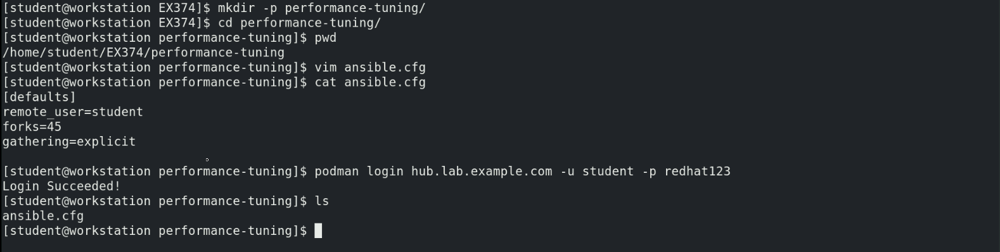 [student@workstation EX374]$ mkdir -p performance-tuning/
[student@workstation EX374]$ cd performance-tuning/
[student@workstation performance-tuning]$ pwd
/home/student/EX374/performance-tuning
[student@workstation performance-tuning]$ vim ansible.cfg
[student@workstation performance-tuning]$ cat ansible.cfg
[defaults]
remote_user=student
forks=45
gathering=explicit
[student@workstation performance-tuning]$ podman login hub.lab.example.com -u student -p redhat123
Login Succeeded!
[student@workstation performance-tuning]$ ls
ansible.cfg
[student@workstation performance-tuning]$